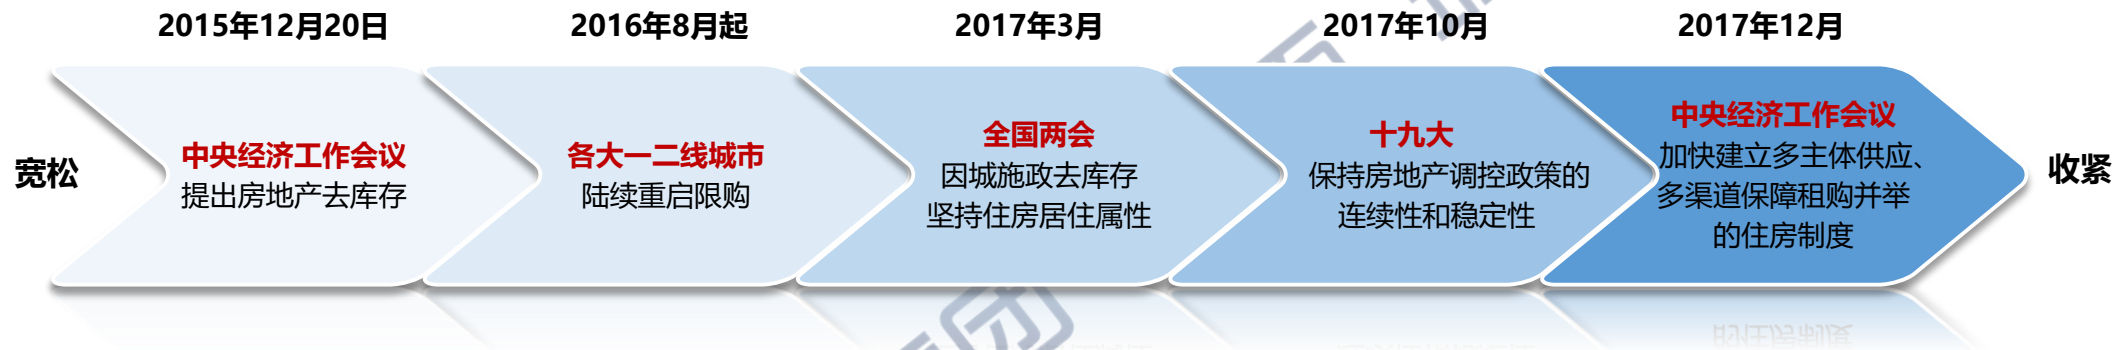 2015年12月20日
2016年8月起
2017年3月
2017年10月
2017年12月
宽松
中央经济工作会议
提出房地产去库存
各大一二线城市
陆续重启限购
全国两会
因城施政去库存
坚持住房居住属性
十九大
保持房地产调控政策的
连续性和稳定性
中央经济工作会议
加快建立多主体供应、
多渠道保障租购并举
的住房制度
收紧
团